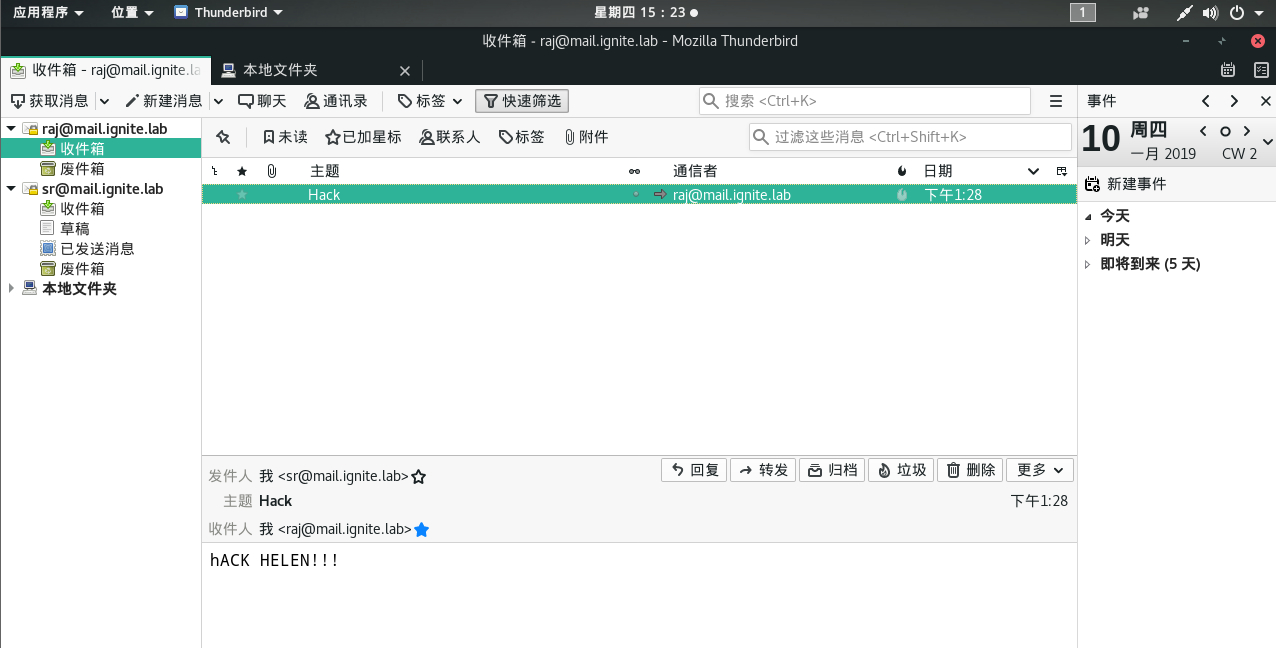 应用程序 位置 Thunderbird 星期四 15：23 1
收件箱 - raj@mail.ignite.lab - Mozilla Thunderbird
收件箱 - raj@mail.ignite.la 本地文件夹
获取消息 新建消息 聊天 通讯录 标签 快速筛选 搜索 <Ctrl+K> 事件
raj@mail.ignite.lab
收件箱
废件箱
sr@mail.ignite.lab
收件箱
草稿
已发送消息
废件箱
本地文件夹
未读 已加星标 联系人 标签 附件 过滤这些消息 <Ctrl+Shift+K>
主题 通信者 日期
Hack raj@mail.ignite.lab 下午1:28
发件人 我 <sr@mail.ignite.lab> 回复 转发 归档 垃圾 删除 更多
主题 Hack 下午1:28
收件人 我 <raj@mail.ignite.lab>
hACK HELEN!!!
10 周四
一月 2019 CW 2
新建事件
今天
明天
即将到来 (5 天)